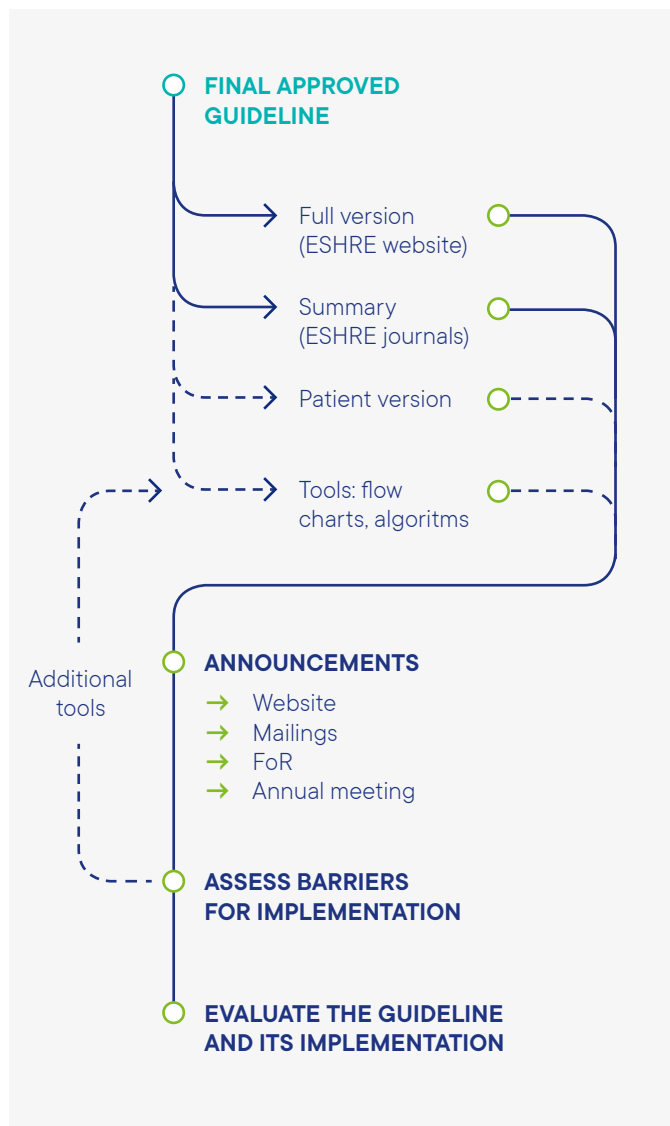 FINAL APPROVED
GUIDELINE
Full version
(ESHRE website)
Summary
(ESHRE journals)
Patient version
Tools: flow
charts, algoritms
Additional
tools
ANNOUNCEMENTS
Website
Mailings
FoR
Annual meeting
ASSESS BARRIERS
FOR IMPLEMENTATION
EVALUATE THE GUIDELINE
AND ITS IMPLEMENTATION